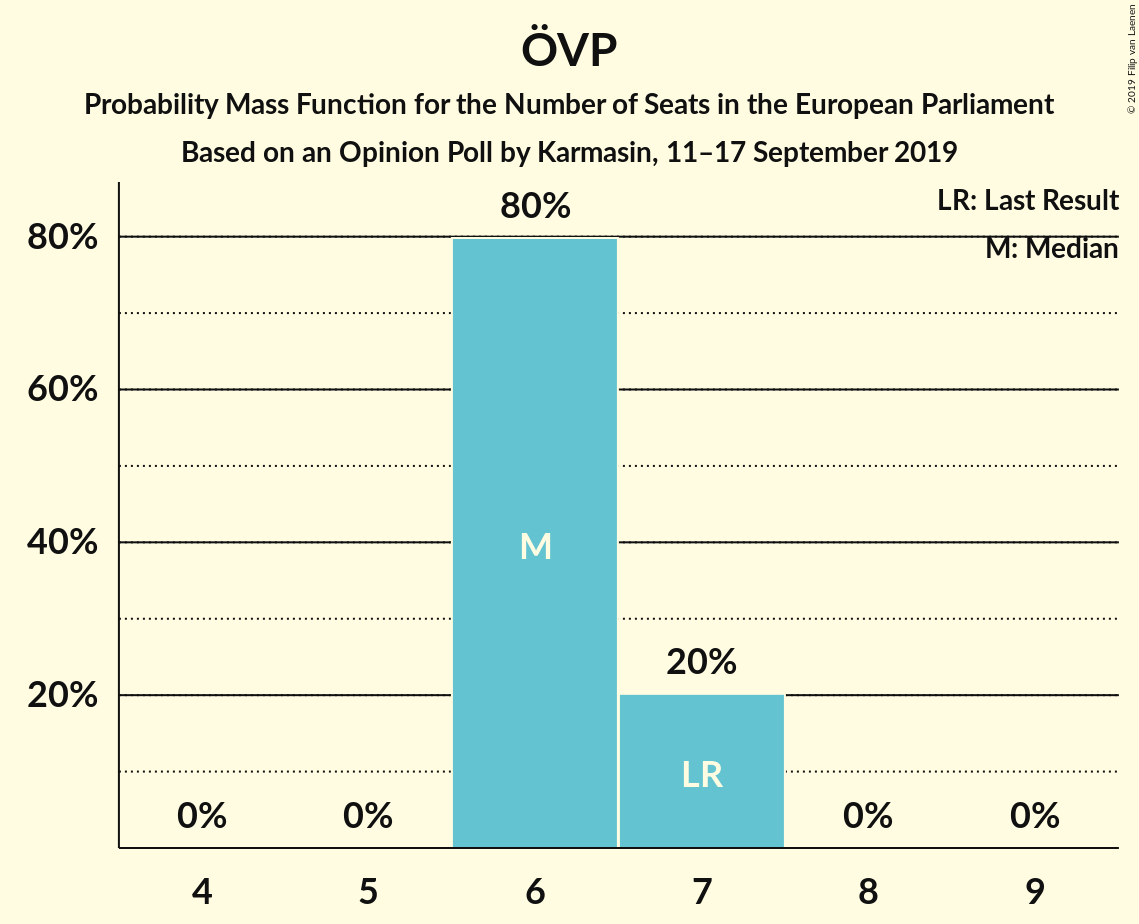 ÖVP
Probability Mass Function for the Number of Seats in the European Parliament
Based on an Opinion Poll by Karmasin, 11–17 September 2019
© 2019 Filip van Laenen
LR: Last Result
M: Median
80%
60%
40%
20%
0%
0%
80%
M
20%
LR
0%
0%
4
5
6
7
8
9